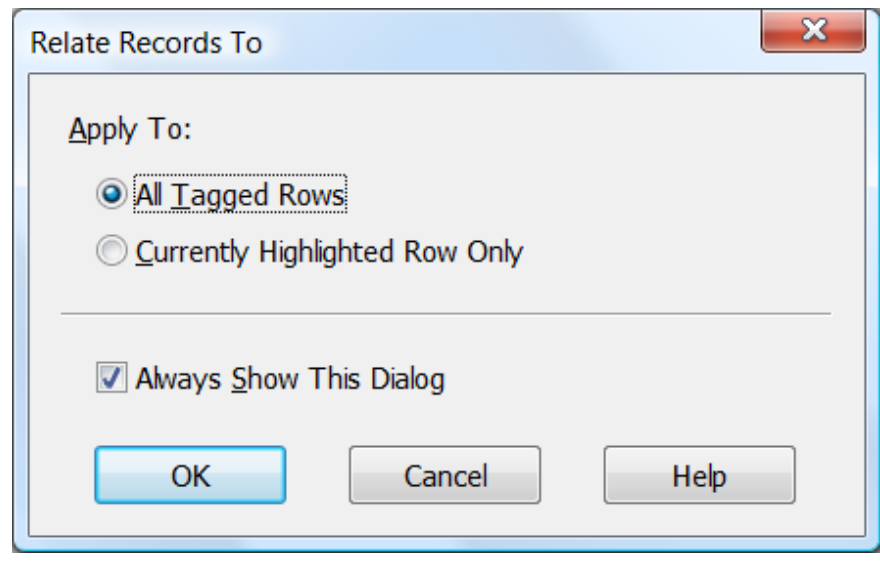 Relate Records To
Apply To:
All Tagged Rows
Currently Highlighted Row Only
Always Show This Dialog
OK Cancel Help